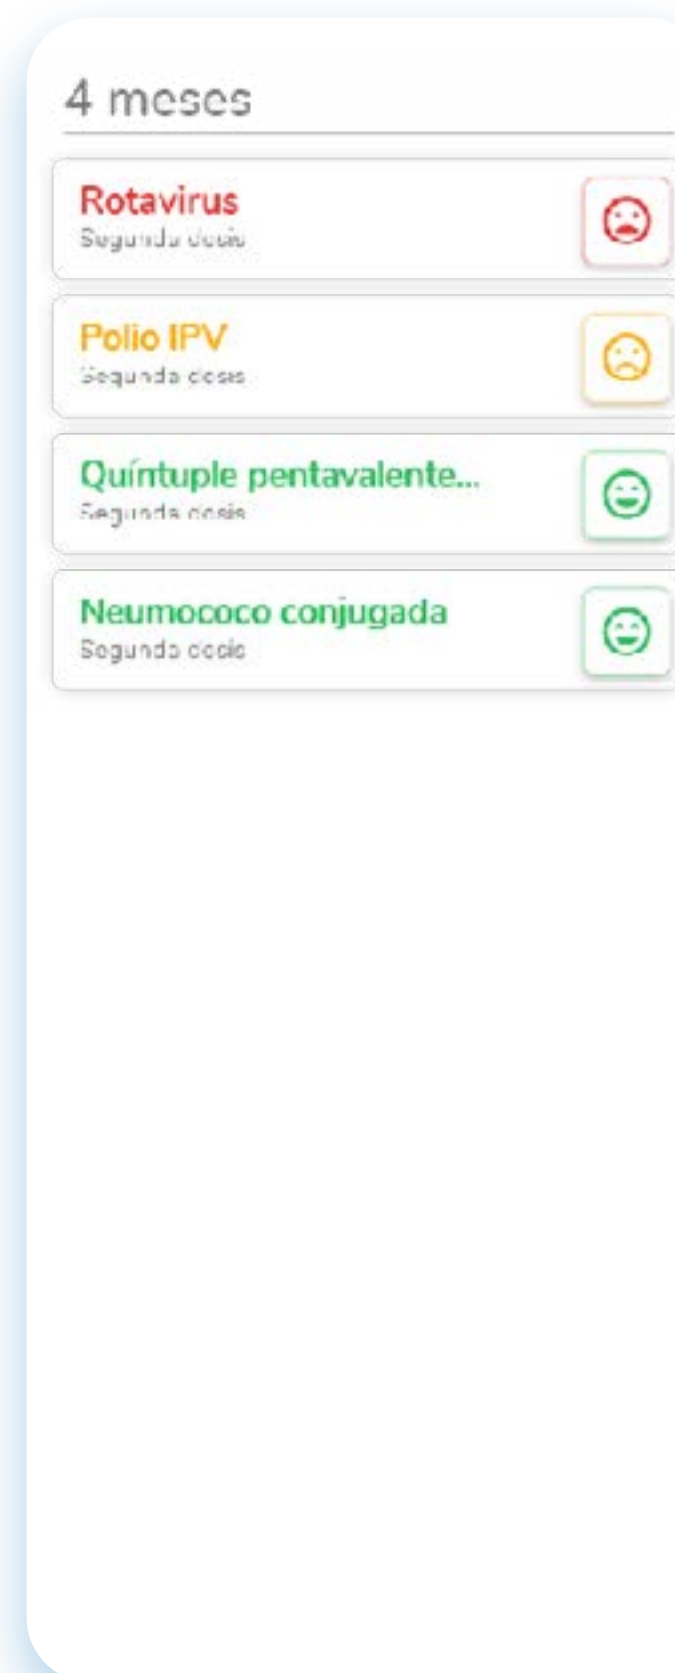 4 meses
Rotavirus
Segunda dosis
Polio IPV
Segunda dosis
Quíntuple pentavalente...
Segunda dosis
Neumococo conjugada
Segunda dosis